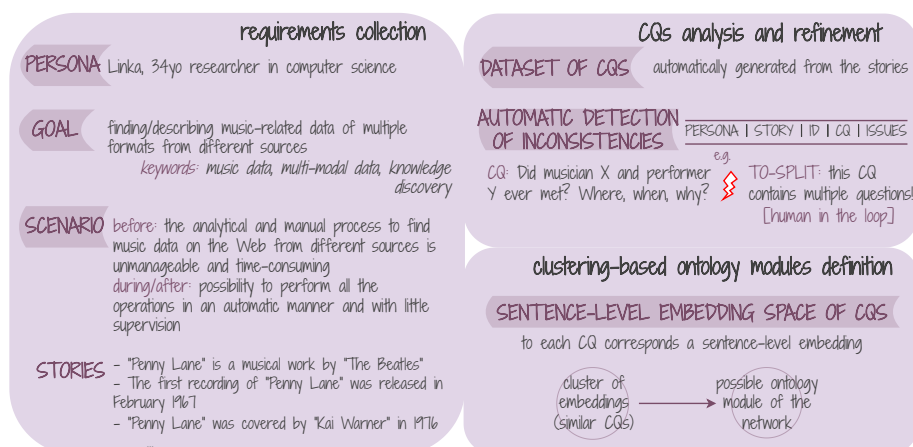 requirements collection
PERSONA Linka, 34yo researcher in computer science
GOAL finding/describing music-related data of multiple
formats from different sources
keywords: music data, multi-modal data, knowledge
discovery
SCENARIO before: the analytical and manual process to find
music data on the Web from different sources is
unmanageable and time-consuming
during/after: possibility to perform all the
operations in an automatic manner and with little
supervision
STORIES - "Penny Lane" is a musical work by "The Beatles"
- The first recording of "Penny Lane" was released in
February 1967
- "Penny Lane" was covered by "Kai Warner" in 1976
CQs analysis and refinement
DATASET OF CQS automatically generated from the stories
AUTOMATIC DETECTION
OF INCONSISTENCIES
PERSONA | STORY | ID | CQ | ISSUES
e.g.
CQ: Did musician X and performer
Y ever met? Where, when, why?
TO-SPLIT: this CQ
contains multiple questions!
[human in the loop]
clustering-based ontology modules definition
SENTENCE-LEVEL EMBEDDING SPACE OF CQS
to each CQ corresponds a sentence-level embedding
cluster of
embeddings
(similar CQs)
possible ontology
module of the
network